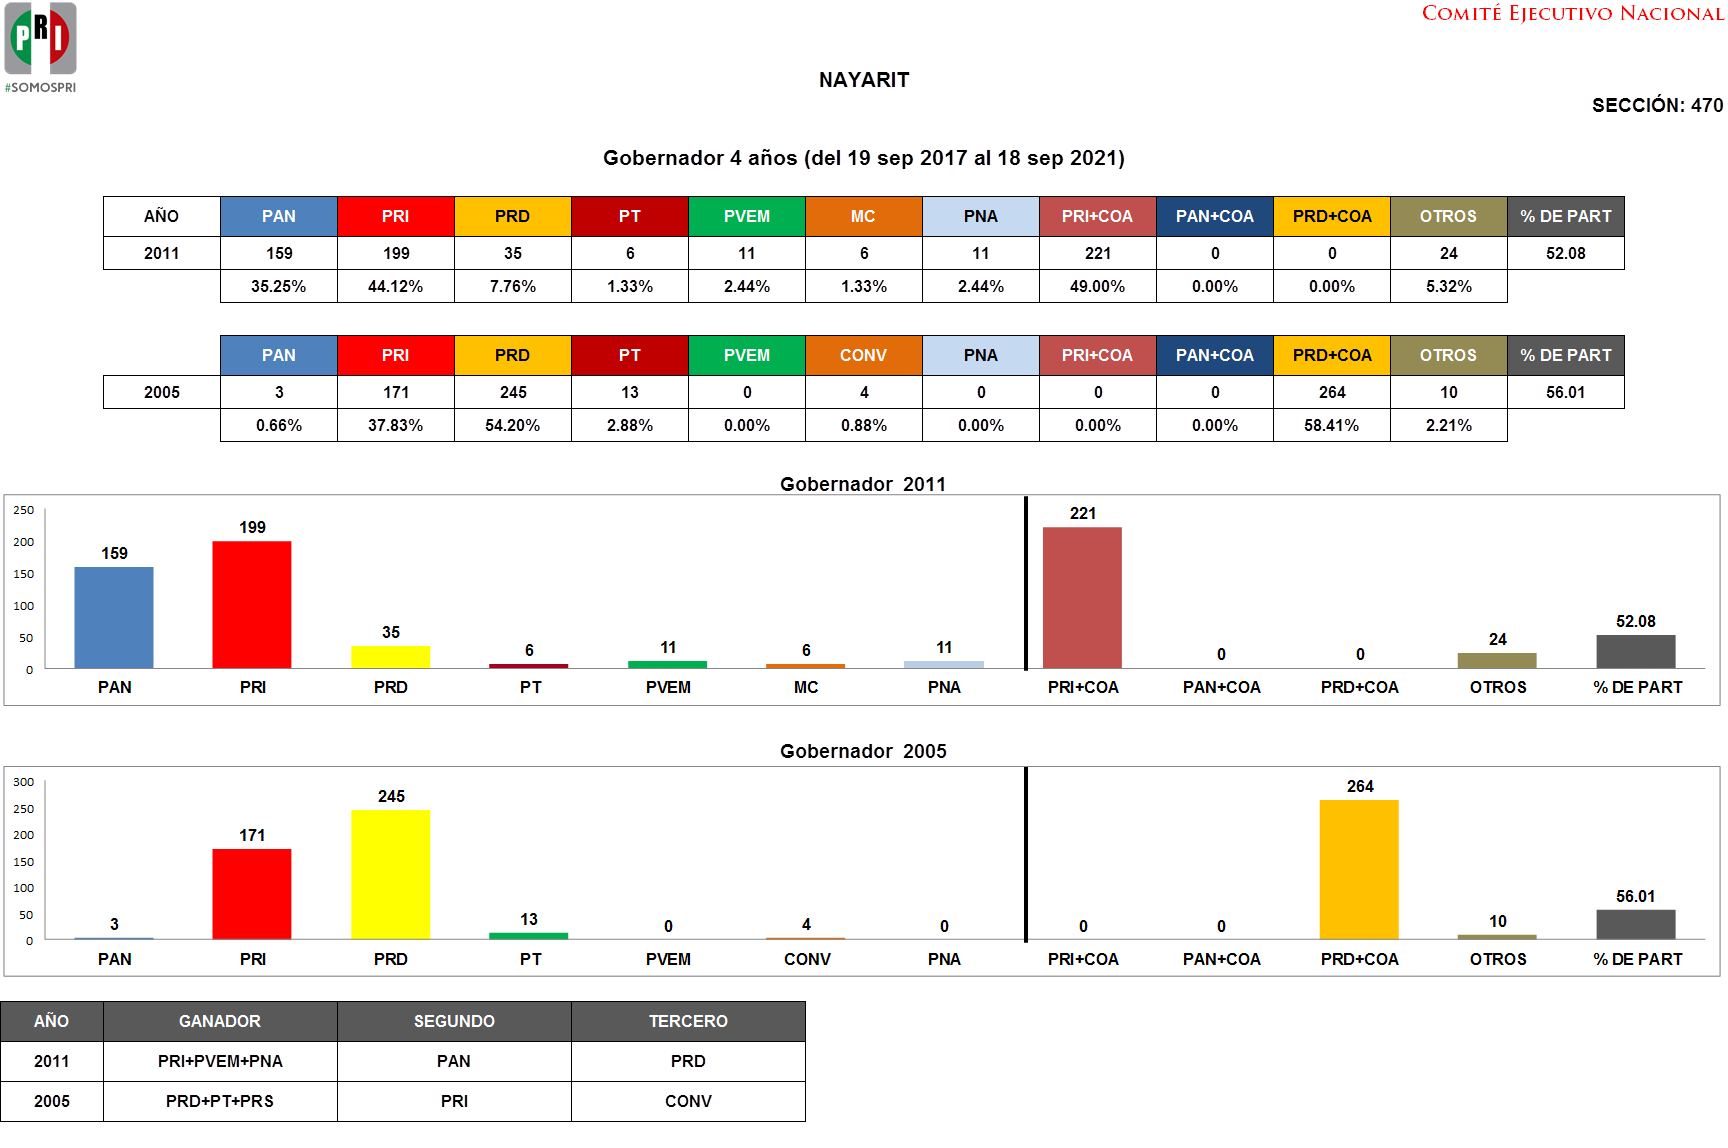 COMITÉ EJECUTIVO NACIONAL
PRI
#SOMOSPRI
NAYARIT
SECCIÓN: 470
Gobernador 4 años (del 19 sep 2017 al 18 sep 2021)
AÑO PAN PRI PRD PT PVEM MC PNA PRI+COA PAN+COA PRD+COA OTROS % DE PART
2011 159 199 35 6 11 6 11 221 0 0 24 52.08
35.25% 44.12% 7.76% 1.33% 2.44% 1.33% 2.44% 49.00% 0.00% 0.00% 5.32%
PAN PRI PRD PT PVEM CONV PNA PRI+COA PAN+COA PRD+COA OTROS % DE PART
2005 3 171 245 13 0 4 0 0 0 264 10 56.01
0.66% 37.83% 54.20% 2.88% 0.00% 0.88% 0.00% 0.00% 0.00% 58.41% 2.21%
Gobernador 2011
250
200
150
100
50
0
159 199 35 6 11 6 11 221 0 0 24 52.08
PAN PRI PRD PT PVEM MC PNA PRI+COA PAN+COA PRD+COA OTROS % DE PART
Gobernador 2005
300
250
200
150
100
50
0
3 171 245 13 0 4 0 0 0 264 10 56.01
PAN PRI PRD PT PVEM CONV PNA PRI+COA PAN+COA PRD+COA OTROS % DE PART
AÑO GANADOR SEGUNDO TERCERO
2011 PRI+PVEM+PNA PAN PRD
2005 PRD+PT+PRS PRI CONV